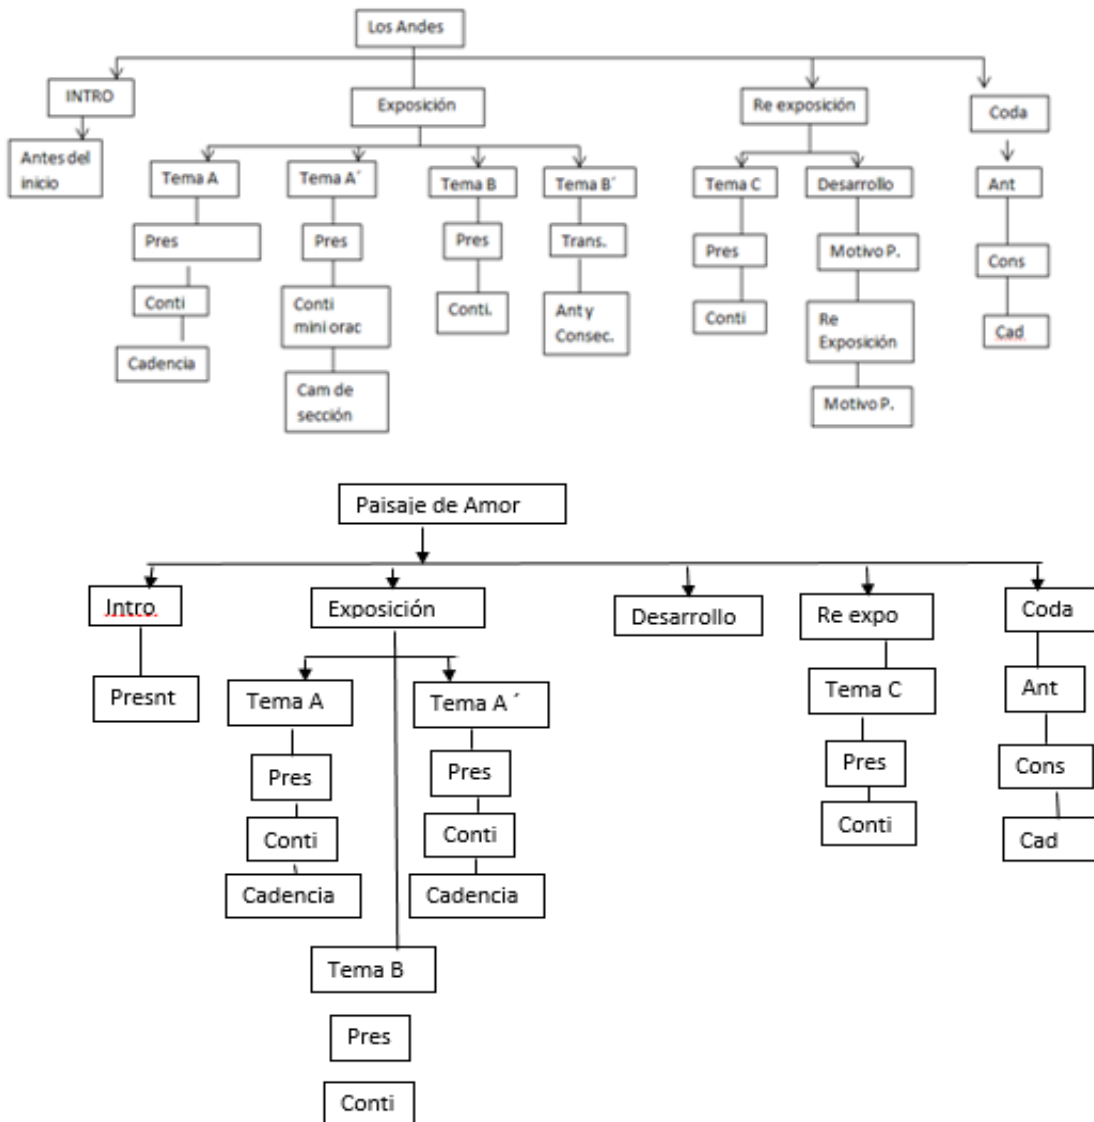 Los Andes
INTRO
Exposición
Re exposición
Coda
Antes del
inicio
Tema A
Tema A´
Tema B
Tema B´
Tema C
Desarrollo
Ant
Pres
Pres
Pres
Trans.
Pres
Motivo P.
Cons
Conti
Conti
mini orac
Conti.
Ant y
Consec.
Conti
Re
Exposición
Cad
Cadencia
Cam de
sección
Motivo P.
Paisaje de Amor
Intro
Exposición
Desarrollo
Re expo
Coda
Presnt
Tema A
Tema A ´
Tema C
Ant
Pres
Pres
Pres
Cons
Conti
Conti
Conti
Cad
Cadencia
Cadencia
Tema B
Pres
Conti